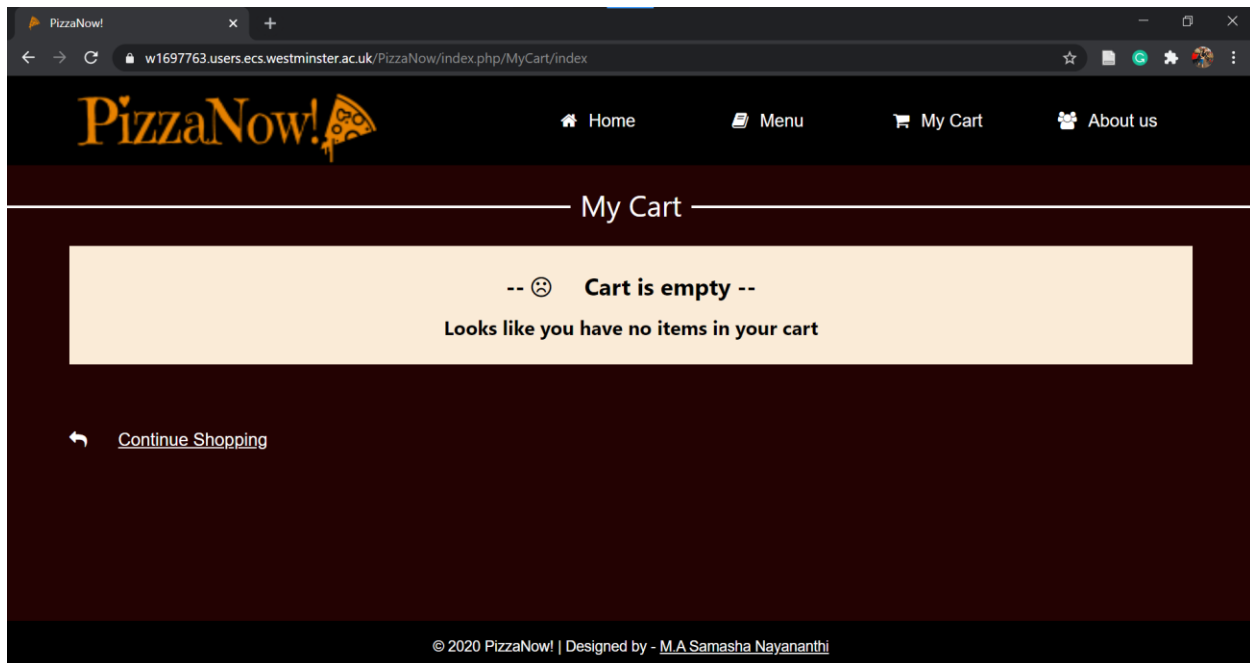 PizzaNow!
w1697763.users.ecs.westminster.ac.uk/PizzaNow/index.php/MyCart/index
PizzaNow! Home Menu My Cart About us
My Cart
-- ☹ Cart is empty --
Looks like you have no items in your cart
Continue Shopping
© 2020 PizzaNow! | Designed by - M.A Samasha Nayananthi